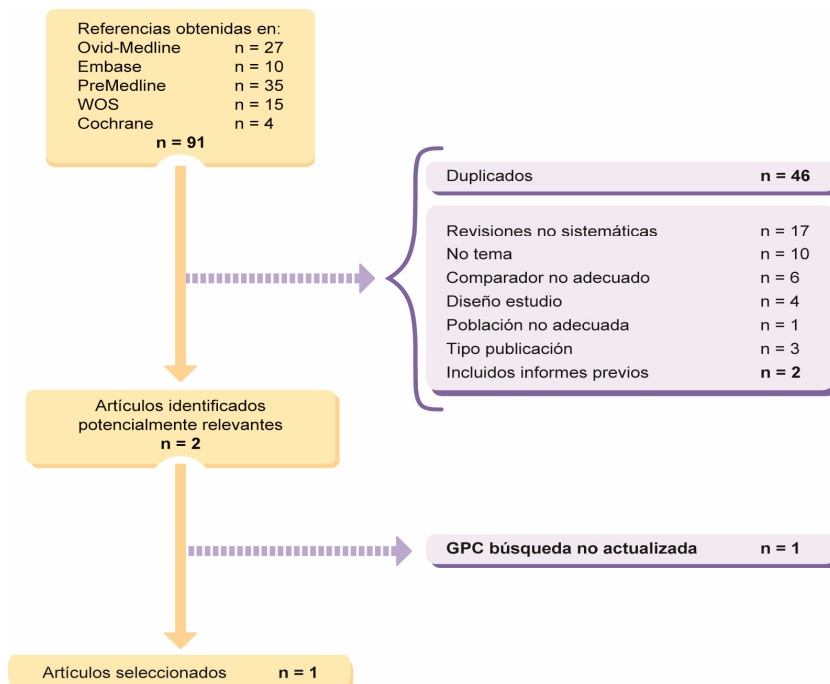 Referencias obtenidas en:
Ovid-Medline n = 27
Embase n = 10
PreMedline n = 35
WOS n = 15
Cochrane n = 4
n = 91
Duplicados n = 46
Revisiones no sistemáticas n = 17
No tema n = 10
Comparador no adecuado n = 6
Diseño estudio n = 4
Población no adecuada n = 1
Tipo publicación n = 3
Incluidos informes previos n = 2
Artículos identificados
potencialmente relevantes
n = 2
GPC búsqueda no actualizada n = 1
Artículos seleccionados n = 1